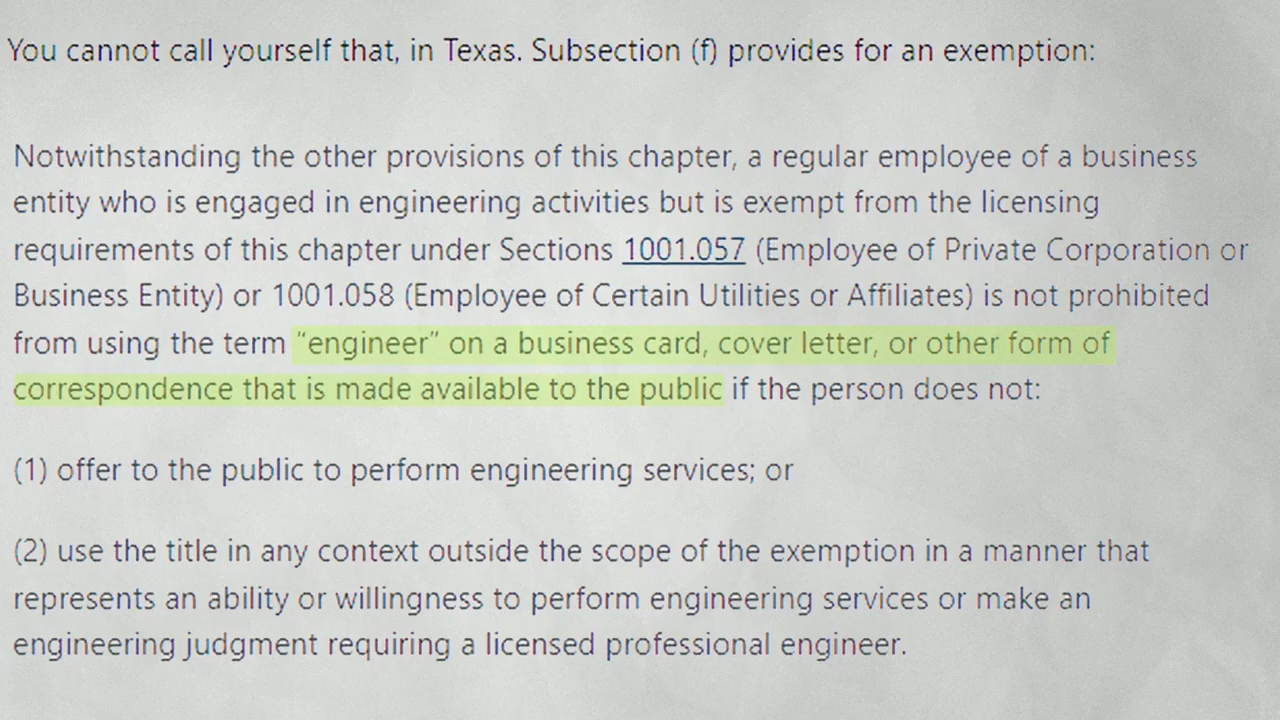 You cannot call yourself that, in Texas. Subsection (f) provides for an exemption:
Notwithstanding the other provisions of this chapter, a regular employee of a business
entity who is engaged in engineering activities but is exempt from the licensing
requirements of this chapter under Sections 1001.057 (Employee of Private Corporation or
Business Entity) or 1001.058 (Employee of Certain Utilities or Affiliates) is not prohibited
from using the term “engineer” on a business card, cover letter, or other form of
correspondence that is made available to the public if the person does not:
(1) offer to the public to perform engineering services; or
(2) use the title in any context outside the scope of the exemption in a manner that
represents an ability or willingness to perform engineering services or make an
engineering judgment requiring a licensed professional engineer.